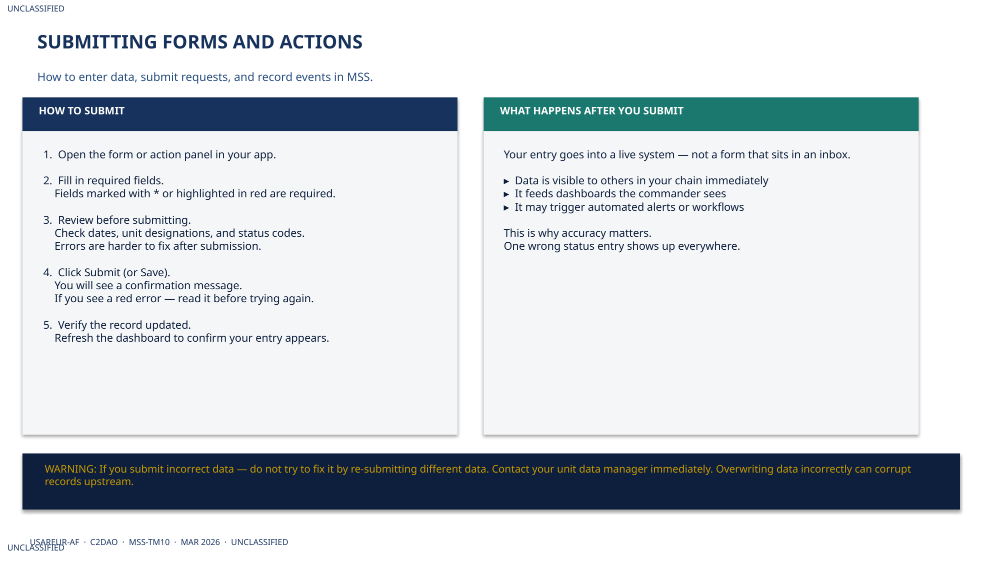 UNCLASSIFIED
SUBMITTING FORMS AND ACTIONS
How to enter data, submit requests, and record events in MSS.
HOW TO SUBMIT
1. Open the form or action panel in your app.
2. Fill in required fields.
Fields marked with * or highlighted in red are required.
3. Review before submitting.
Check dates, unit designations, and status codes.
Errors are harder to fix after submission.
4. Click Submit (or Save).
You will see a confirmation message.
If you see a red error — read it before trying again.
5. Verify the record updated.
Refresh the dashboard to confirm your entry appears.
WHAT HAPPENS AFTER YOU SUBMIT
Your entry goes into a live system — not a form that sits in an inbox.
▸ Data is visible to others in your chain immediately
▸ It feeds dashboards the commander sees
▸ It may trigger automated alerts or workflows
This is why accuracy matters.
One wrong status entry shows up everywhere.
WARNING: If you submit incorrect data — do not try to fix it by re-submitting different data. Contact your unit data manager immediately. Overwriting data incorrectly can corrupt
records upstream.
USAREUR-AF · C2DAO · MSS-TM10 · MAR 2026 · UNCLASSIFIED
UNCLASSIFIED